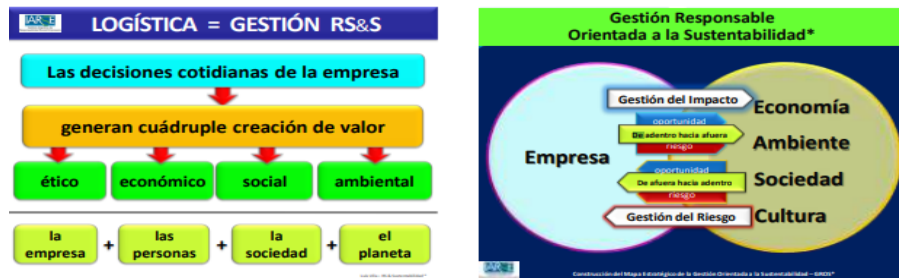 IARSE
LOGÍSTICA = GESTIÓN RS&S
Las decisiones cotidianas de la empresa
generan cuádruple creación de valor
ético económico social ambiental
la empresa + las personas + la sociedad + el planeta
Gestión Responsable
Orientada a la Sustentabilidad*
Empresa
Gestión del Impacto
oportunidad
De adentro hacia afuera
riesgo
oportunidad
De afuera hacia adentro
riesgo
Gestión del Riesgo
Economía
Ambiente
Sociedad
Cultura
IARSE
Construcción del Mapa Estratégico de la Gestión Orientada a la Sustentabilidad – GROS*